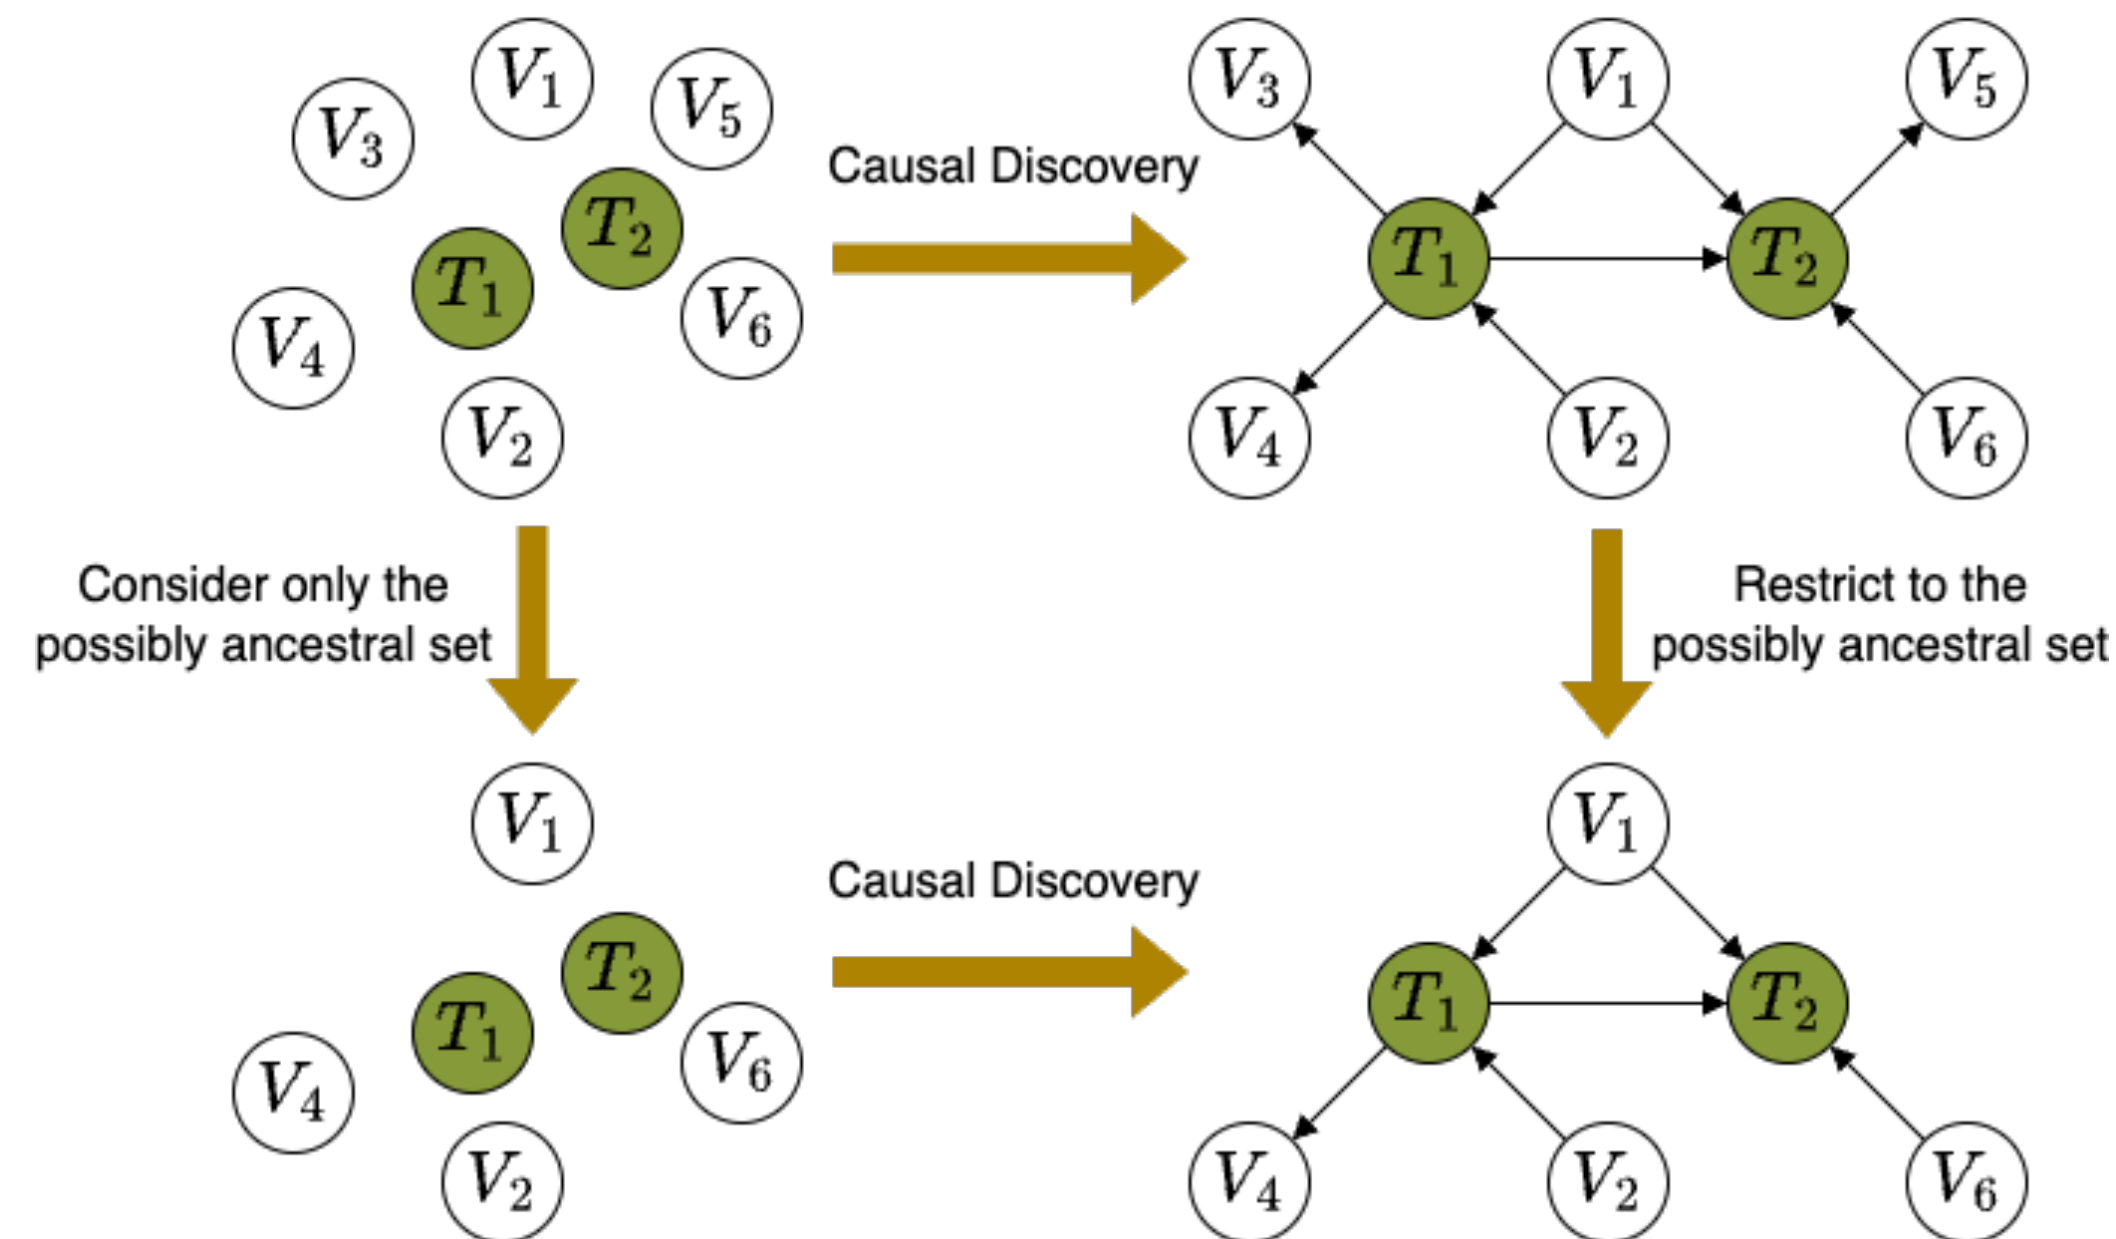 V1
V5
V3
T2
T1
V6
V4
V2
Causal Discovery
V3
V1
V5
T1
T2
V4
V2
V6
Consider only the
possibly ancestral set
Restrict to the
possibly ancestral set
V1
T2
T1
V6
V4
V2
Causal Discovery
V1
T1
T2
V4
V2
V6